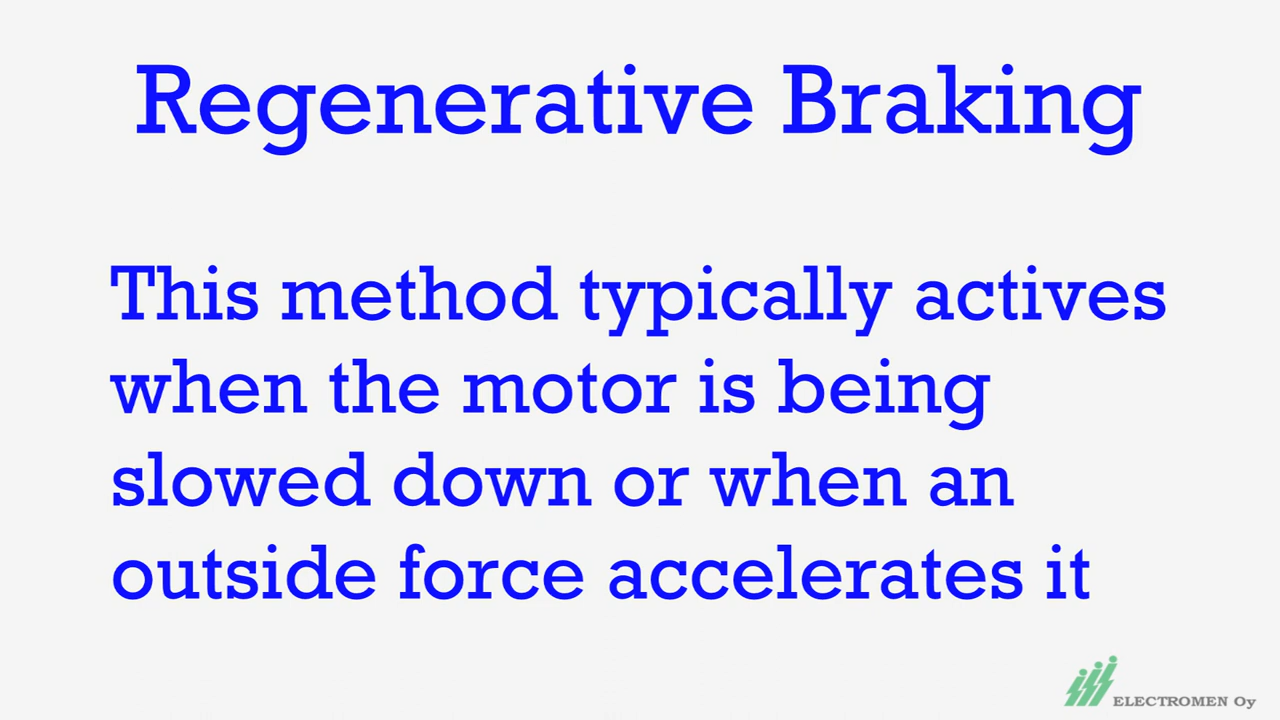 Regenerative Braking
This method typically actives
when the motor is being
slowed down or when an
outside force accelerates it
ELECTROMEN Oy